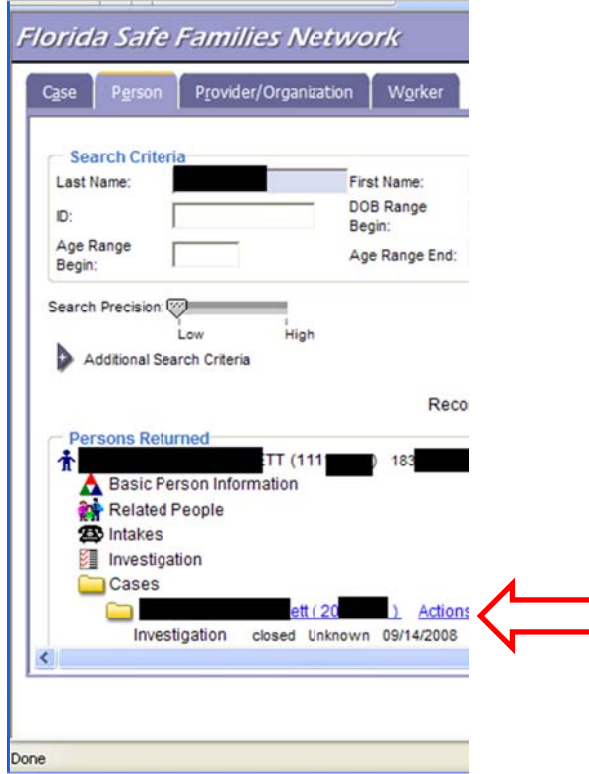 Florida Safe Families Network
Case Person Provider/Organization Worker
Search Criteria
Last Name: First Name:
ID: DOB Range Begin:
Age Range Begin: Age Range End:
Search Precision:
Low High
Additional Search Criteria
Reco
Persons Returned
ETT (111 ) 183
Basic Person Information
Related People
Intakes
Investigation
Cases
ett ( 20 ) Actions
Investigation closed Unknown 09/14/2008
Done